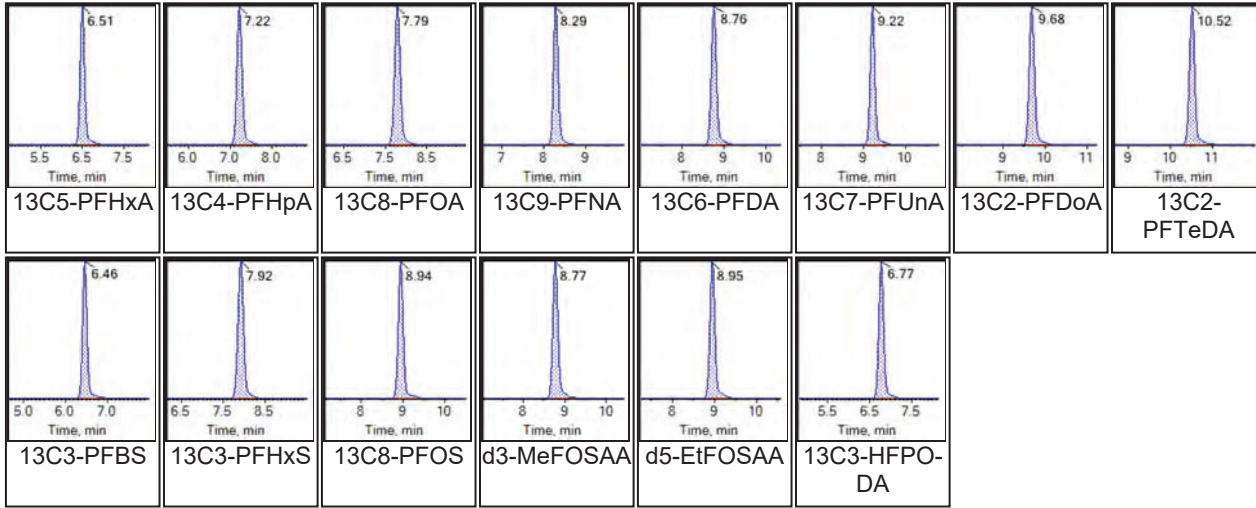 6.51 7.22 7.79 8.29 8.76 9.22 9.68 10.52
5.5 6.5 7.5 6.0 7.0 8.0 6.5 7.5 8.5 7 8 9 8 9 10 8 9 10 9 10 11 9 10 11
Time, min Time, min Time, min Time, min Time, min Time, min Time, min Time, min
13C5-PFHxA 13C4-PFHpA 13C8-PFOA 13C9-PFNA 13C6-PFDA 13C7-PFUnA 13C2-PFDoA 13C2-
PFTeDA
6.46 7.92 8.94 8.77 8.95 6.77
5.0 6.0 7.0 6.5 7.5 8.5 8 9 10 8 9 10 8 9 10 5.5 6.5 7.5
Time, min Time, min Time, min Time, min Time, min Time, min
13C3-PFBS 13C3-PFHxS 13C8-PFOS d3-MeFOSAA d5-EtFOSAA 13C3-HFPO-
DA